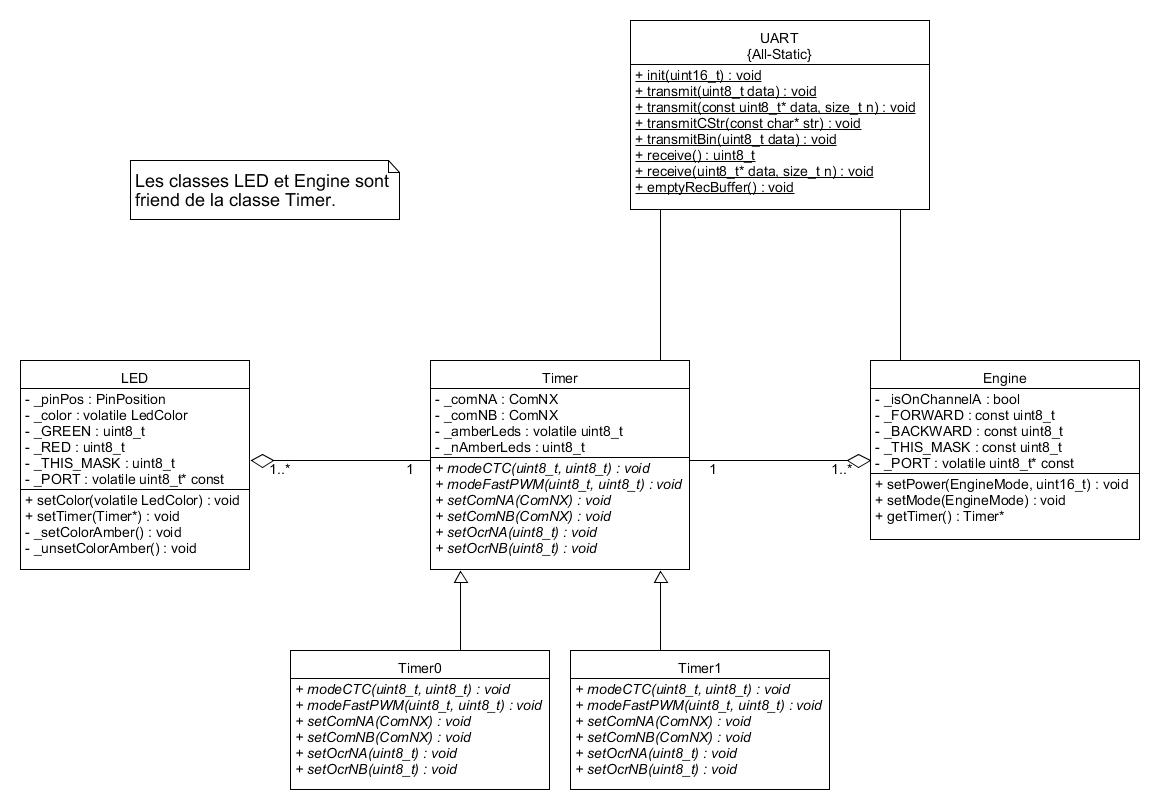 UART
{All-Static}
+ init(uint16_t) : void
+ transmit(uint8_t data) : void
+ transmit(const uint8_t* data, size_t n) : void
+ transmitCStr(const char* str) : void
+ transmitBin(uint8_t data) : void
+ receive() : uint8_t
+ receive(uint8_t* data, size_t n) : void
+ emptyRecBuffer() : void
Les classes LED et Engine sont
friend de la classe Timer.
LED
- _pinPos : PinPosition
- _color : volatile LedColor
- _GREEN : uint8_t
- _RED : uint8_t
- _THIS_MASK : uint8_t
- _PORT : volatile uint8_t* const
+ setColor(volatile LedColor) : void
+ setTimer(Timer*) : void
- _setColorAmber() : void
- _unsetColorAmber() : void
1..*
1
Timer
- _comNA : ComNX
- _comNB : ComNX
- _amberLeds : volatile uint8_t
- _nAmberLeds : uint8_t
+ modeCTC(uint8_t, uint8_t) : void
+ modeFastPWM(uint8_t, uint8_t) : void
+ setComNA(ComNX) : void
+ setComNB(ComNX) : void
+ setOcrNA(uint8_t) : void
+ setOcrNB(uint8_t) : void
1
1..*
Engine
- _isOnChannelA : bool
- _FORWARD : const uint8_t
- _BACKWARD : const uint8_t
- _THIS_MASK : const uint8_t
- _PORT : volatile uint8_t* const
+ setPower(EngineMode, uint16_t) : void
+ setMode(EngineMode) : void
+ getTimer() : Timer*
Timer0
+ modeCTC(uint8_t, uint8_t) : void
+ modeFastPWM(uint8_t, uint8_t) : void
+ setComNA(ComNX) : void
+ setComNB(ComNX) : void
+ setOcrNA(uint8_t) : void
+ setOcrNB(uint8_t) : void
Timer1
+ modeCTC(uint8_t, uint8_t) : void
+ modeFastPWM(uint8_t, uint8_t) : void
+ setComNA(ComNX) : void
+ setComNB(ComNX) : void
+ setOcrNA(uint8_t) : void
+ setOcrNB(uint8_t) : void